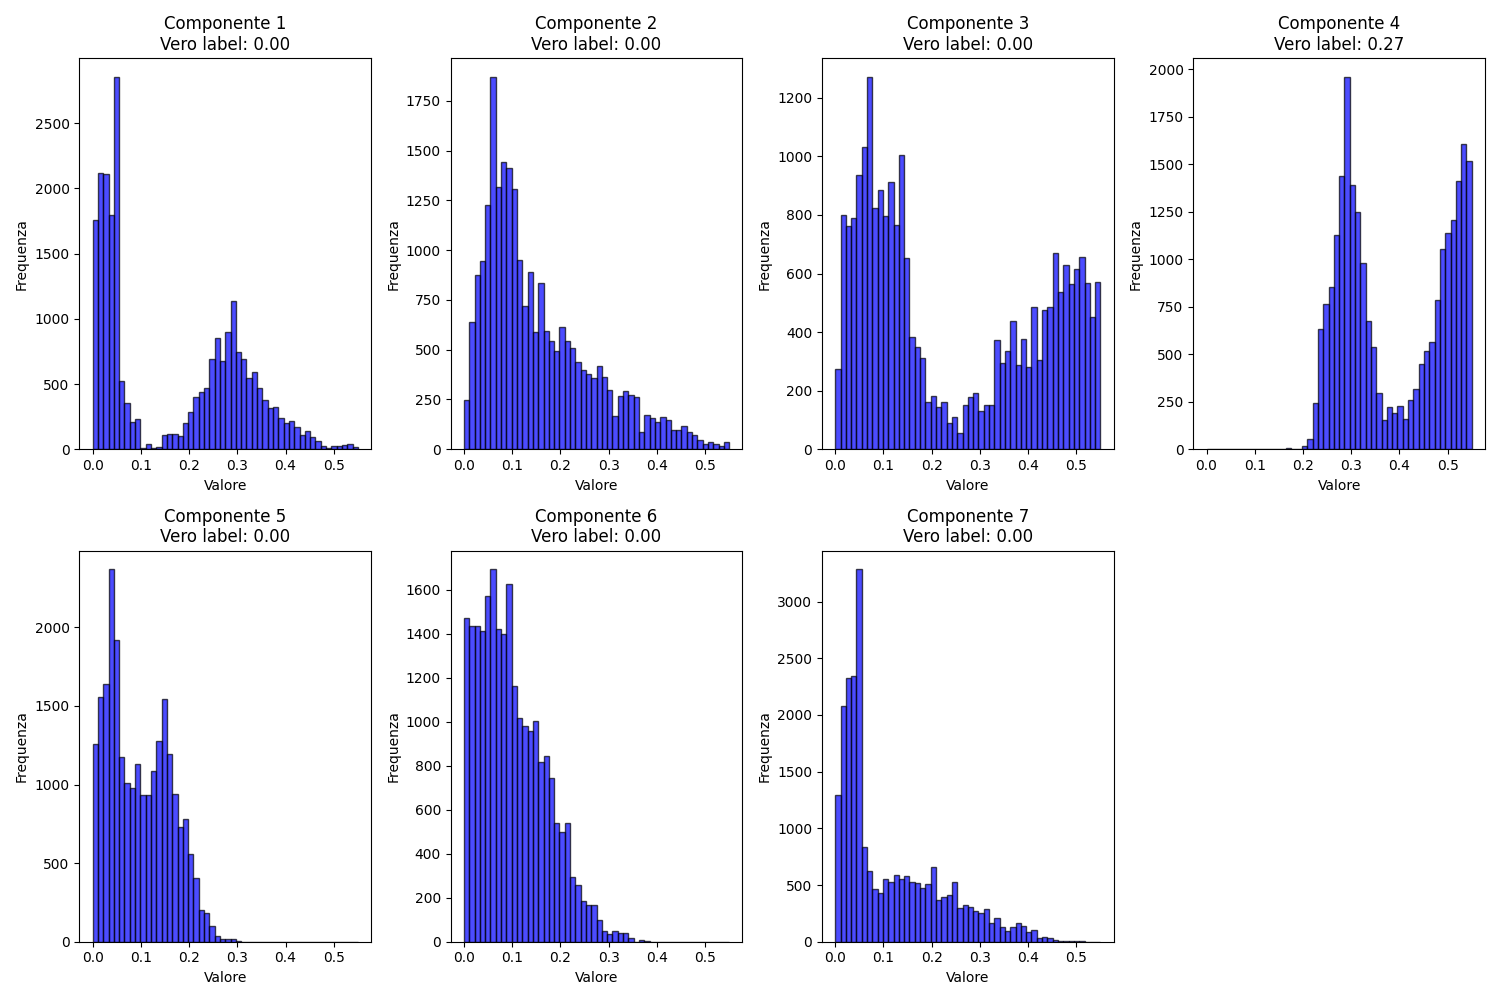 Componente 1
Vero label: 0.00
Frequenza
2500
2000
1500
1000
500
0
0.0 0.1 0.2 0.3 0.4 0.5
Valore
Componente 2
Vero label: 0.00
Frequenza
1750
1500
1250
1000
750
500
250
0
0.0 0.1 0.2 0.3 0.4 0.5
Valore
Componente 3
Vero label: 0.00
Frequenza
1200
1000
800
600
400
200
0
0.0 0.1 0.2 0.3 0.4 0.5
Valore
Componente 4
Vero label: 0.27
Frequenza
2000
1750
1500
1250
1000
750
500
250
0
0.0 0.1 0.2 0.3 0.4 0.5
Valore
Componente 5
Vero label: 0.00
Frequenza
2000
1500
1000
500
0
0.0 0.1 0.2 0.3 0.4 0.5
Valore
Componente 6
Vero label: 0.00
Frequenza
1600
1400
1200
1000
800
600
400
200
0
0.0 0.1 0.2 0.3 0.4 0.5
Valore
Componente 7
Vero label: 0.00
Frequenza
3000
2500
2000
1500
1000
500
0
0.0 0.1 0.2 0.3 0.4 0.5
Valore